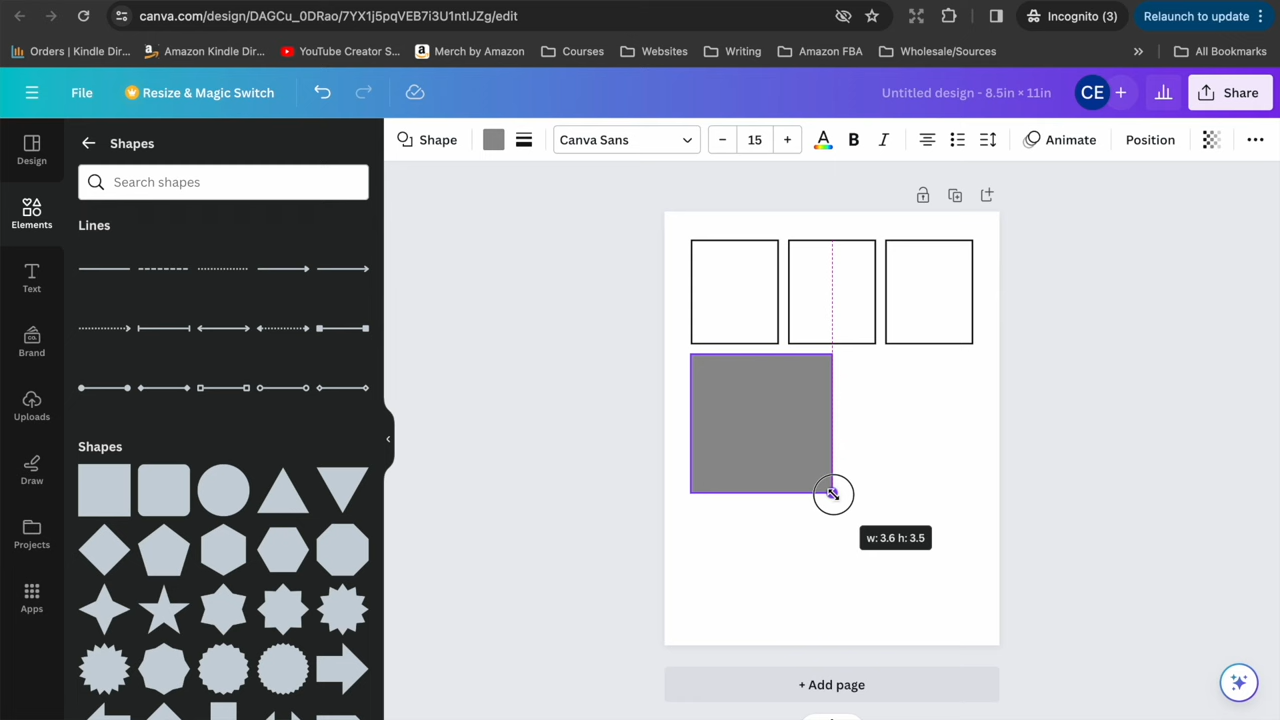 canva.com/design/DAGCu_0DRao/7YX1j5pqVEB7i3U1ntIJZg/edit
Incognito (3)
Relaunch to update
Orders | Kindle Dir...
Amazon Kindle Dir...
YouTube Creator S...
Merch by Amazon
Courses
Websites
Writing
Amazon FBA
Wholesale/Sources
All Bookmarks
File
Resize & Magic Switch
Untitled design - 8.5in × 11in
CE
Share
Design
Elements
Text
Brand
Uploads
Draw
Projects
Apps
Shapes
Search shapes
Lines
Shapes
Shape
Canva Sans
15
A
B
I
Animate
Position
w: 3.6 h: 3.5
+ Add page